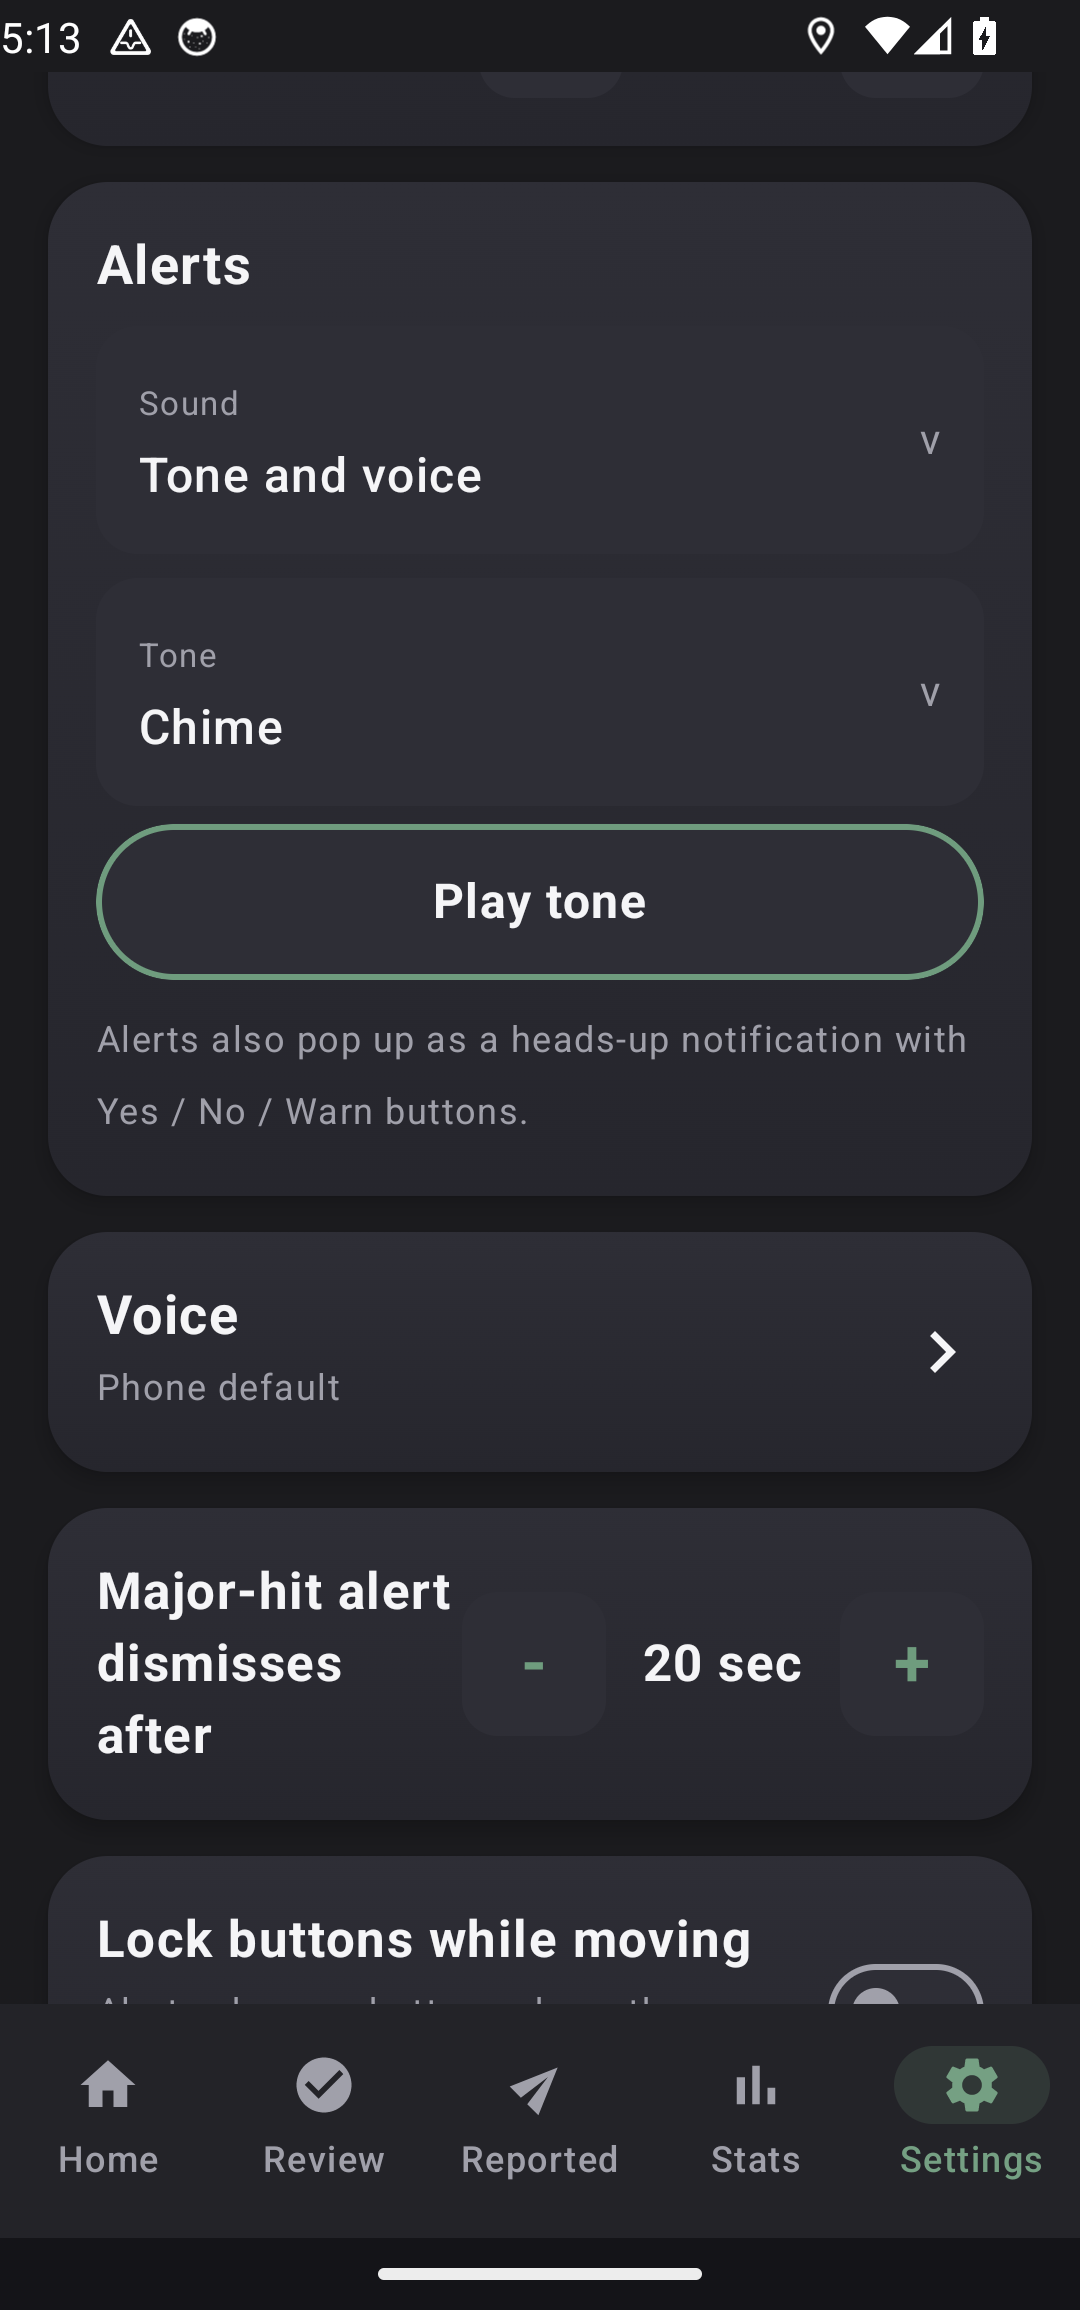 5:13
Alerts
Sound
Tone and voice
v
Tone
Chime
v
Play tone
Alerts also pop up as a heads-up notification with
Yes / No / Warn buttons.
Voice
Phone default
Major-hit alert
dismisses
after
- 20 sec +
Lock buttons while moving
Home Review Reported Stats Settings